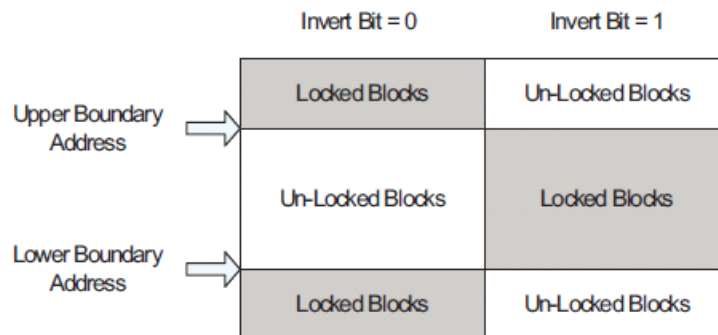 Invert Bit = 0 Invert Bit = 1
Locked Blocks Un-Locked Blocks
Upper Boundary
Address
Un-Locked Blocks Locked Blocks
Lower Boundary
Address
Locked Blocks Un-Locked Blocks